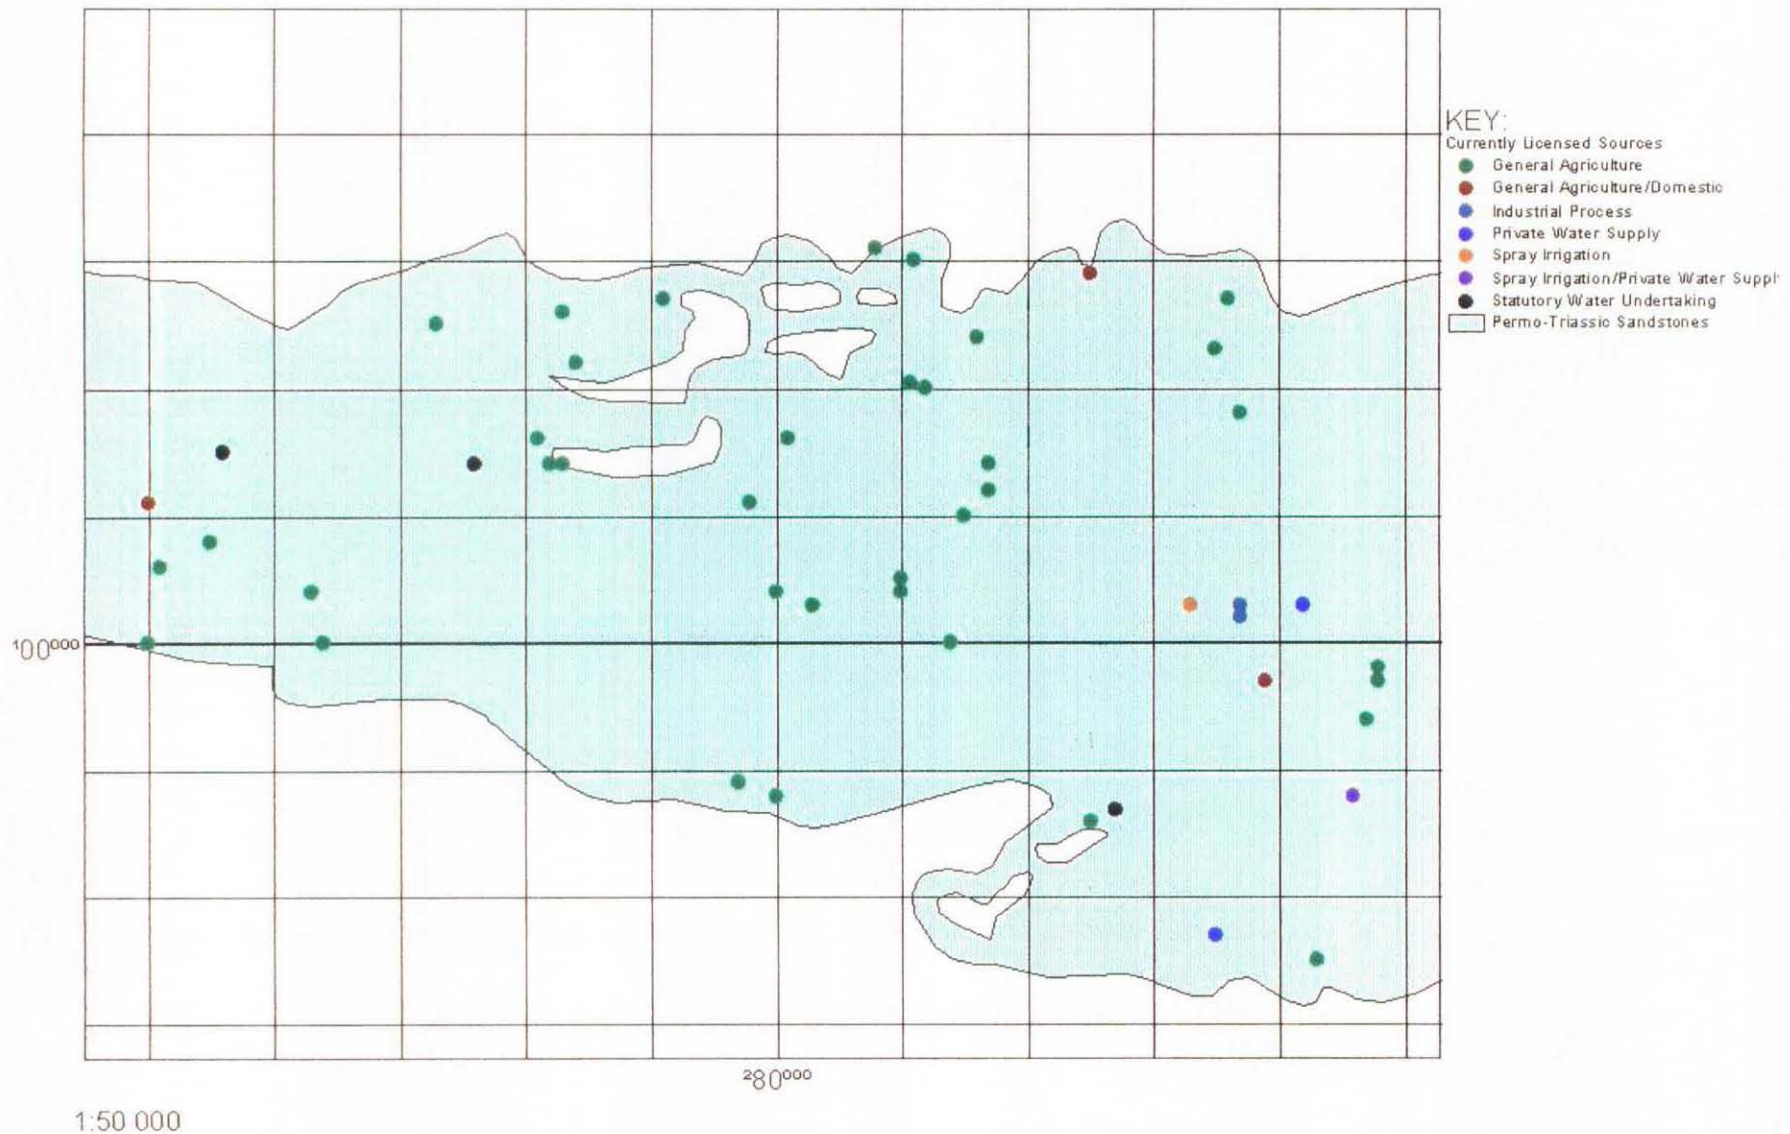 KEY:
Currently Licensed Sources
General Agriculture
General Agriculture/Domestic
Industrial Process
Private Water Supply
Spray Irrigation
Spray Irrigation/Private Water Suppl
Statutory Water Undertaking
Permo-Triassic Sandstones
100000
280000
1:50 000